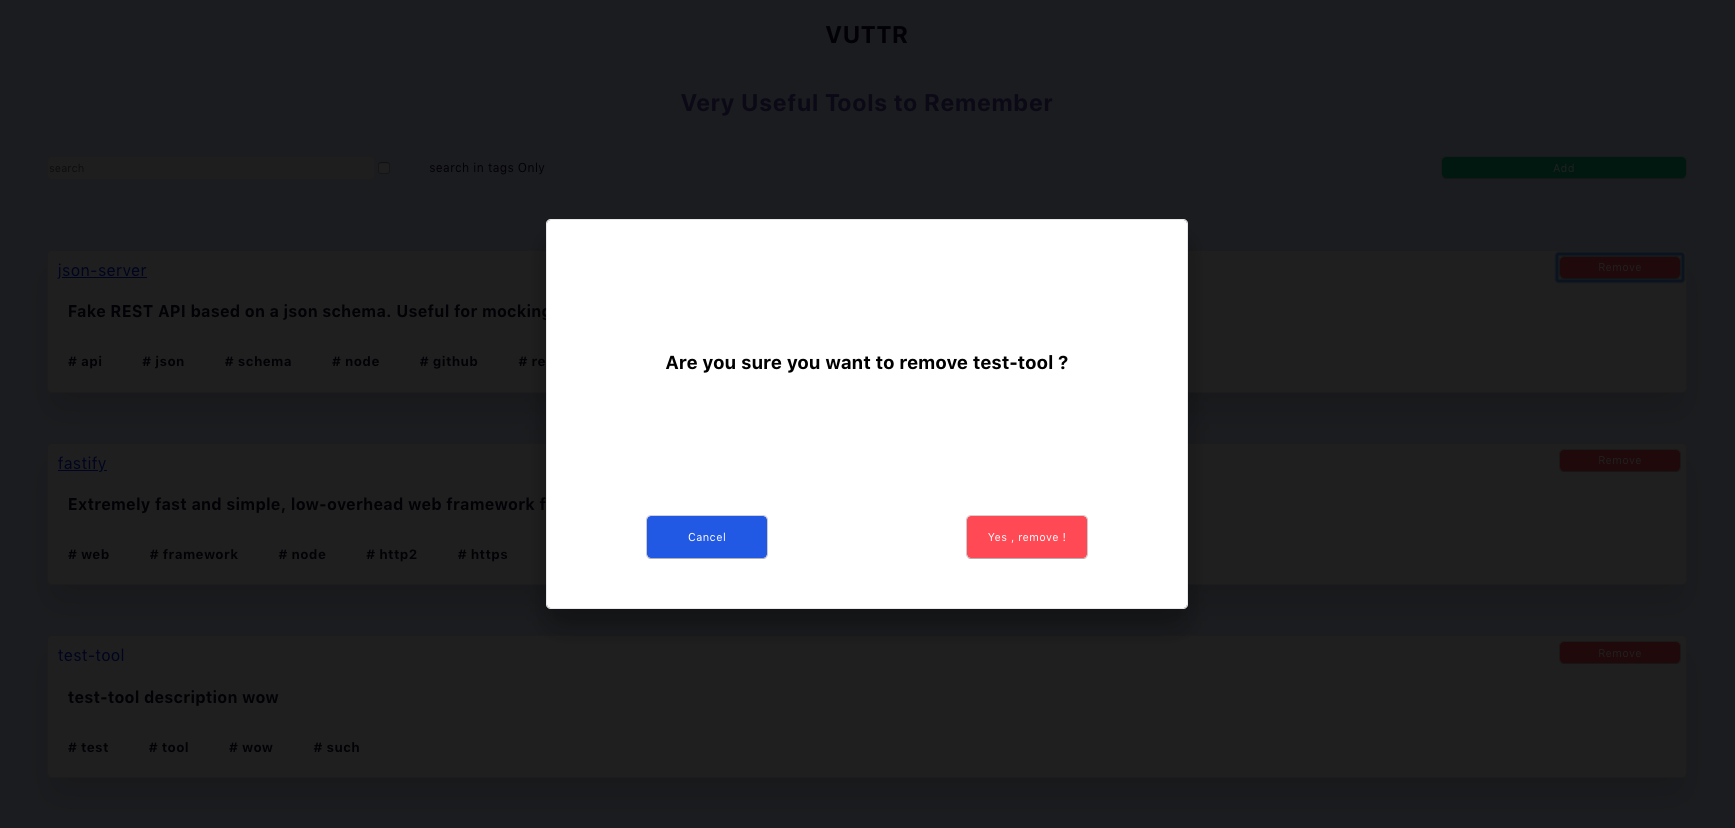 VUTTR
Very Useful Tools to Remember
search
search in tags Only
Add
json-server
Remove
Fake REST API based on a json schema. Useful for mocking
# api # json # schema # node # github # re
Are you sure you want to remove test-tool ?
fastify
Remove
Extremely fast and simple, low-overhead web framework f
# web # framework # node # http2 # https
Cancel
Yes , remove !
test-tool
Remove
test-tool description wow
# test # tool # wow # such